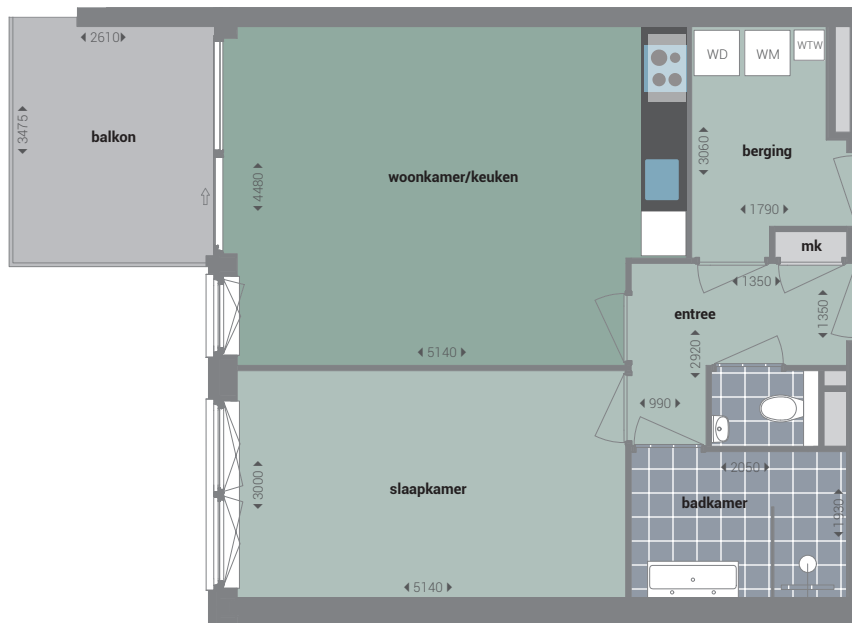 2610
3475
balkon
4480
woonkamer/keuken
5140
WD
WM
WTW
berging
3060
1790
mk
1350
1350
entree
2920
990
slaapkamer
3000
5140
2050
badkamer
1930